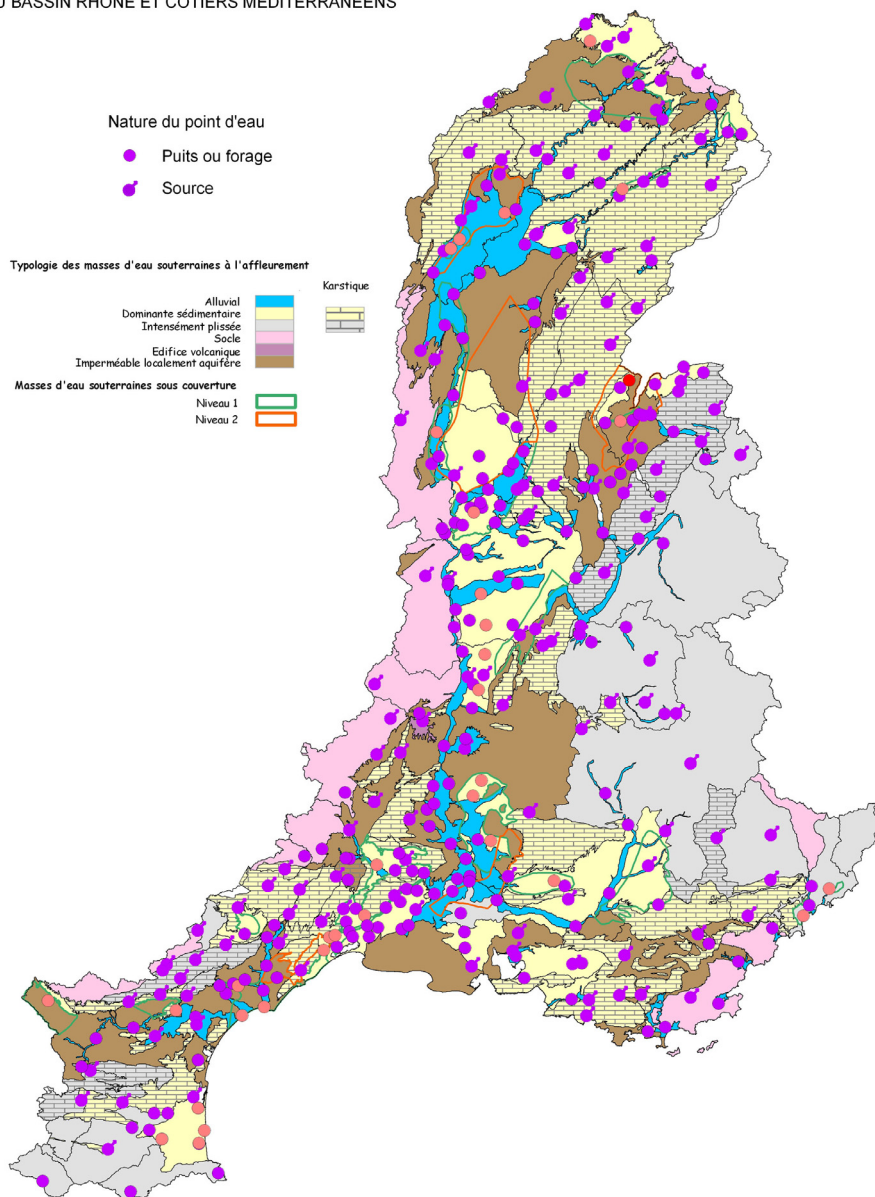 U BASSIN RHONE ET COTIERS MEDITERRANEENS
Nature du point d'eau
Puits ou forage
Source
Typologie des masses d'eau souterraines à l'affleurement
Karstique
Alluvial
Dominante sédimentaire
Intensément plissée
Socle
Edifice volcanique
Imperméable localement aquifère
Masses d'eau souterraines sous couverture
Niveau 1
Niveau 2